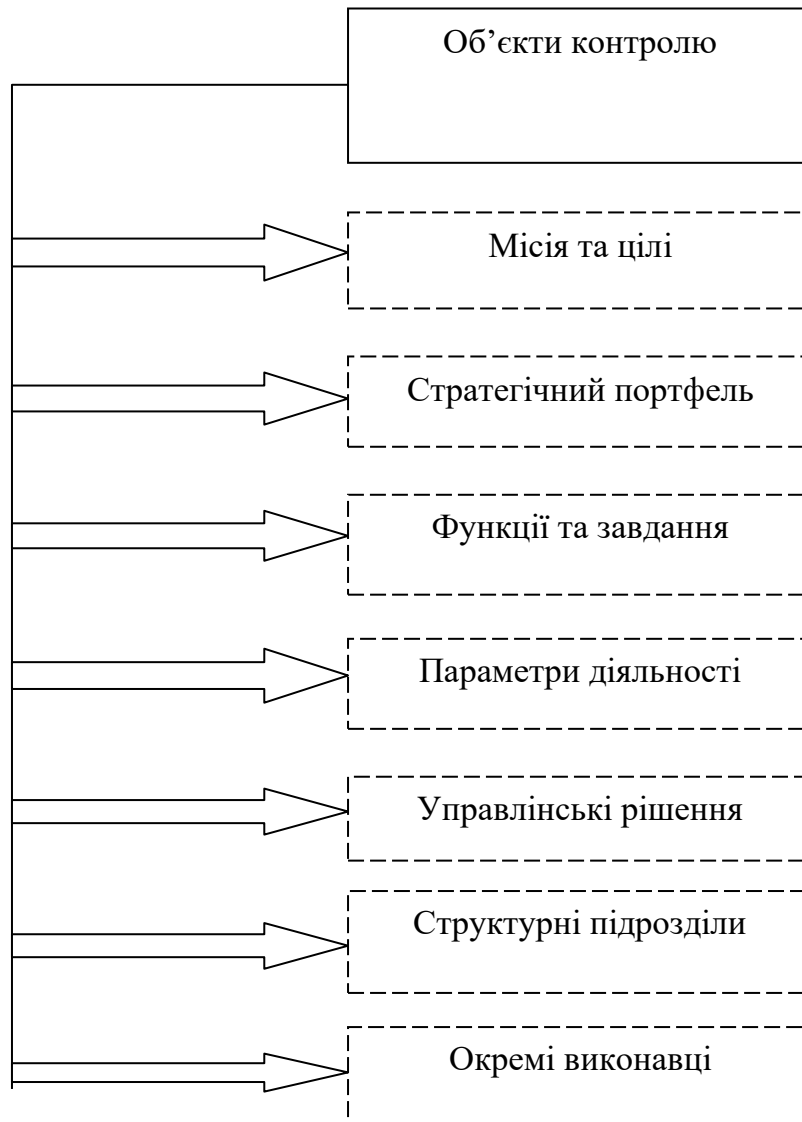 Об’єкти контролю
Місія та цілі
Стратегічний портфель
Функції та завдання
Параметри діяльності
Управлінські рішення
Структурні підрозділи
Окремі виконавці